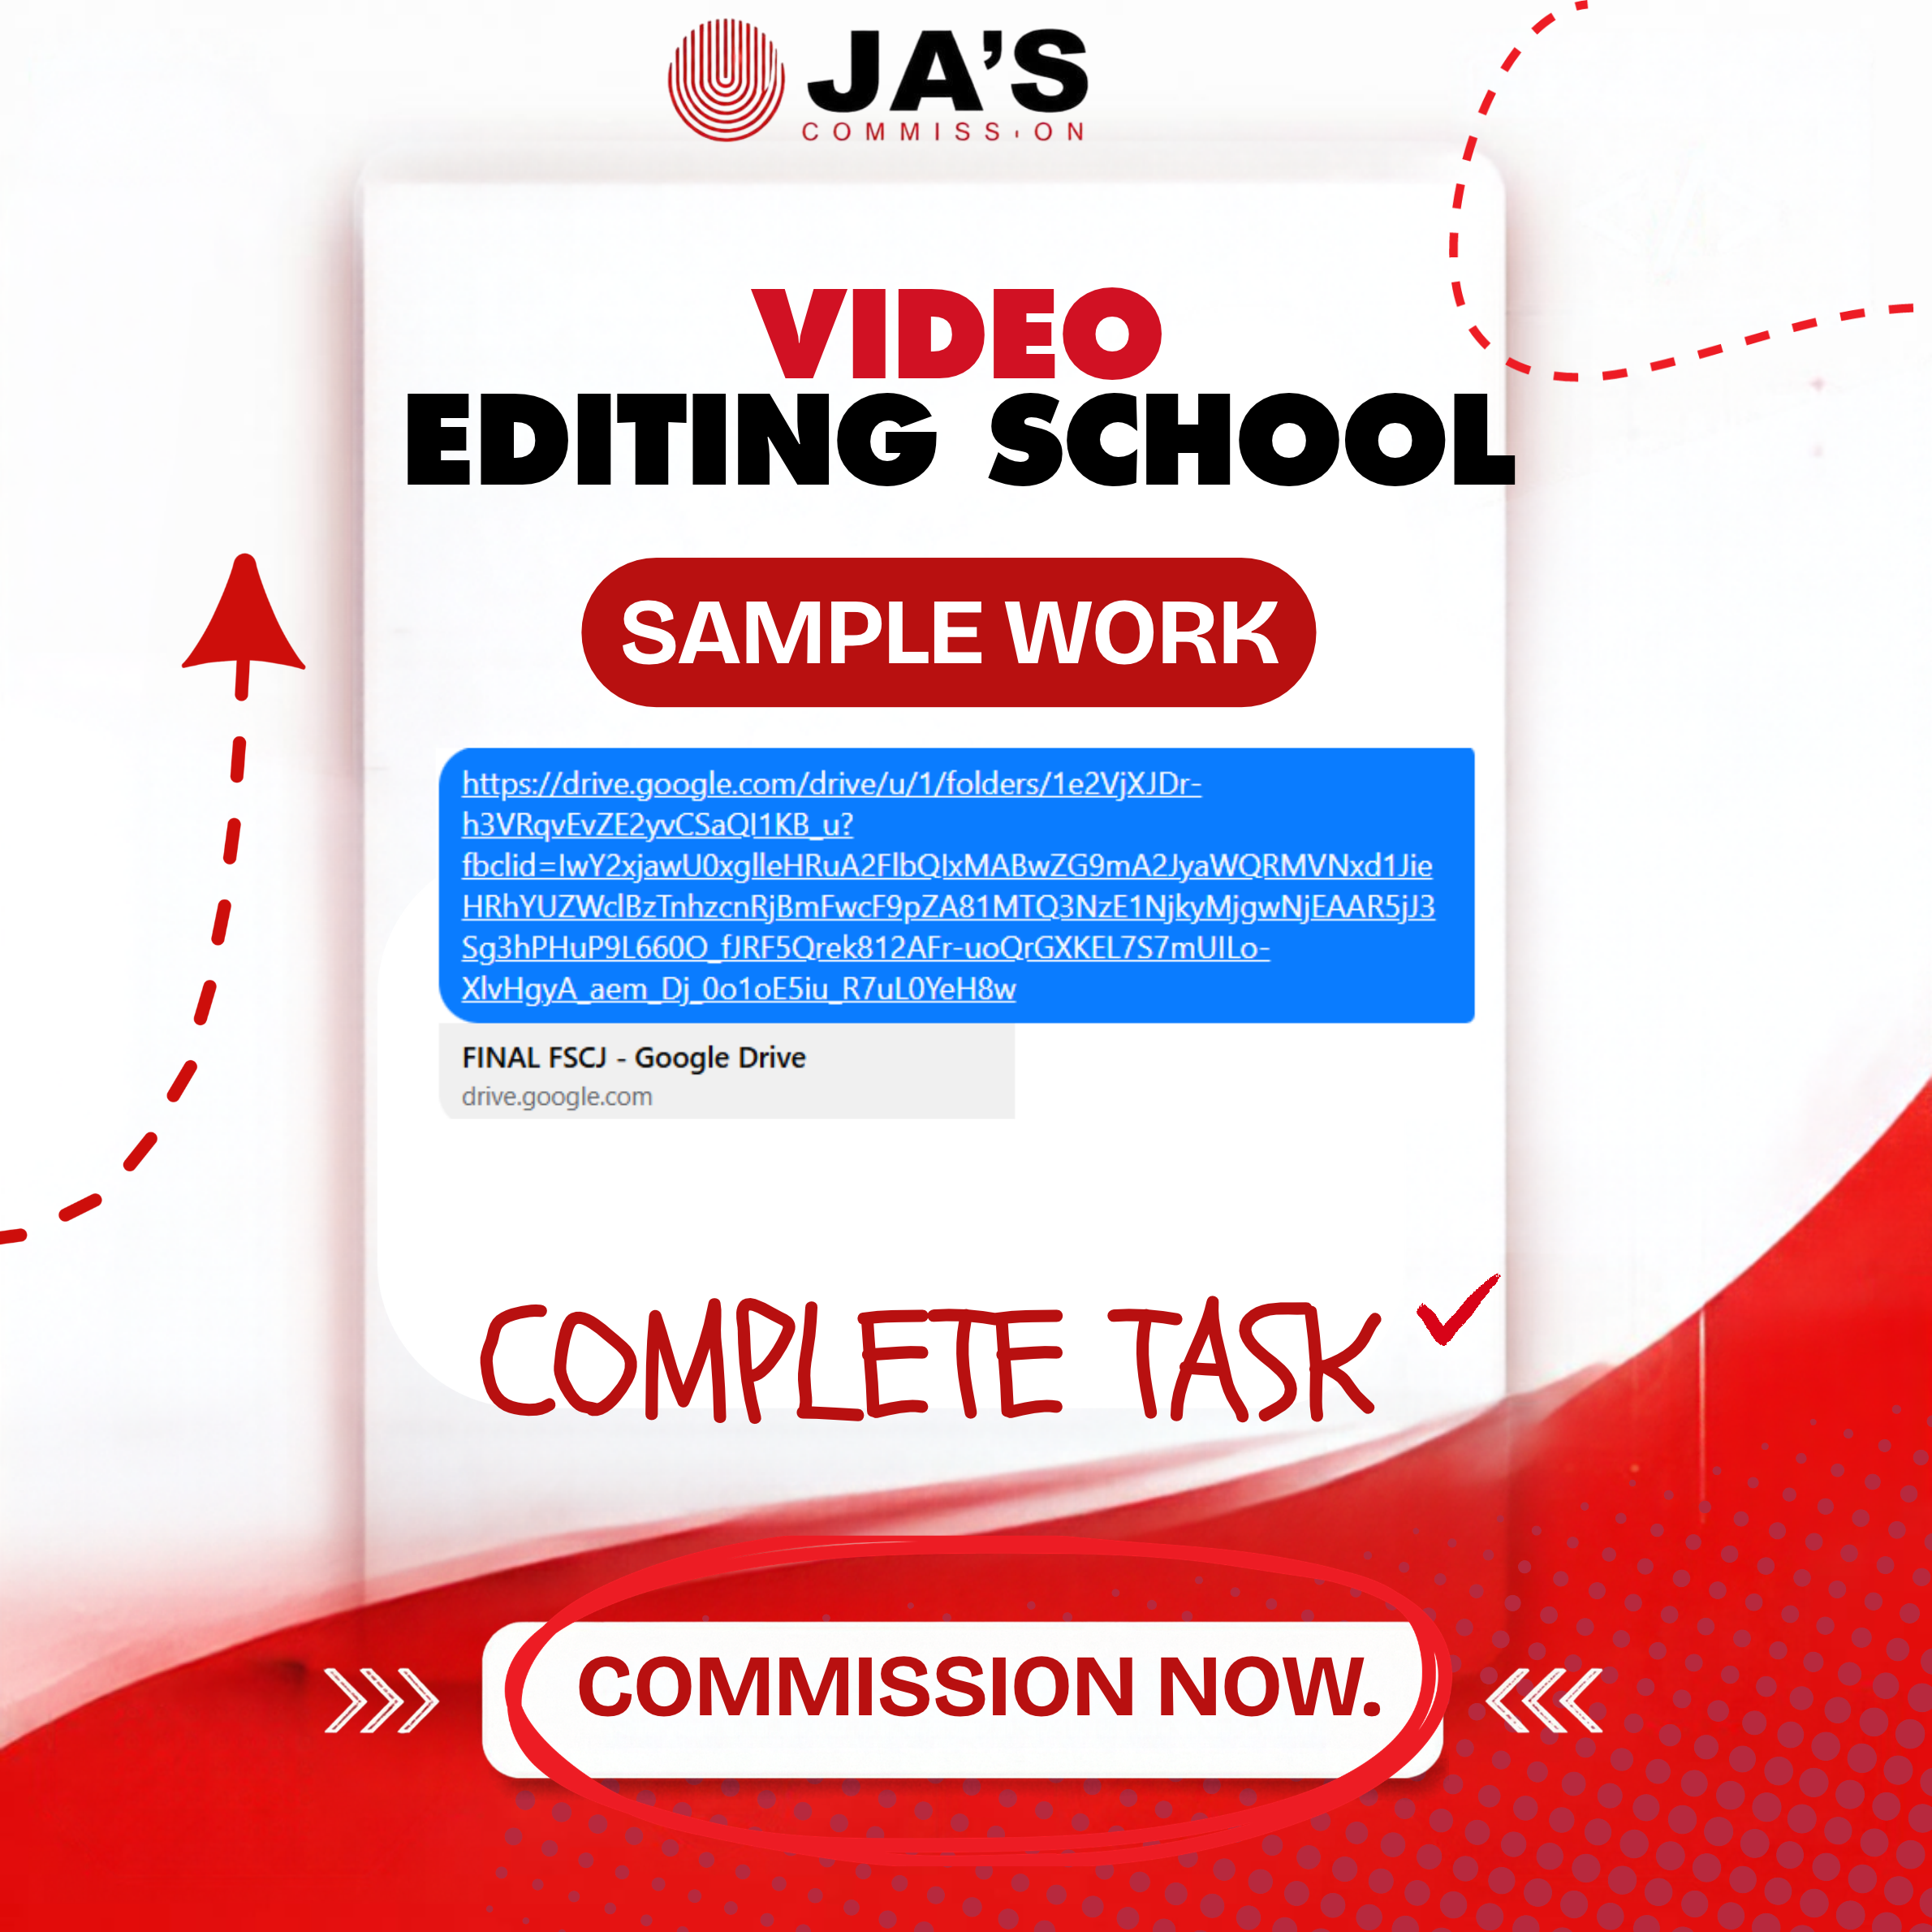 JA'S
COMMISSION
VIDEO
EDITING SCHOOL
SAMPLE WORK
https://drive.google.com/drive/u/1/folders/1e2VjXJDr-
h3VRqvEvZE2yvCSaQI1KB_u?
fbclid=IwY2xjawU0xglleHRuA2FlbQIxMABwZG9mA2JyaWQRMVNxd1Jie
HRhYUZWclBzTnhzcnRjBmFwcF9pZA81MTQ3NzE1NjkyMjgwNjEAAR5jJ3
Sg3hPHuP9L660O_fJRF5Qrek812AFr-uoQrGXKEL7S7mUILo-
XlvHgyA_aem_Dj_0o1oE5iu_R7uL0YeH8w
FINAL FSCJ - Google Drive
drive.google.com
COMPLETE TASK
COMMISSION NOW.